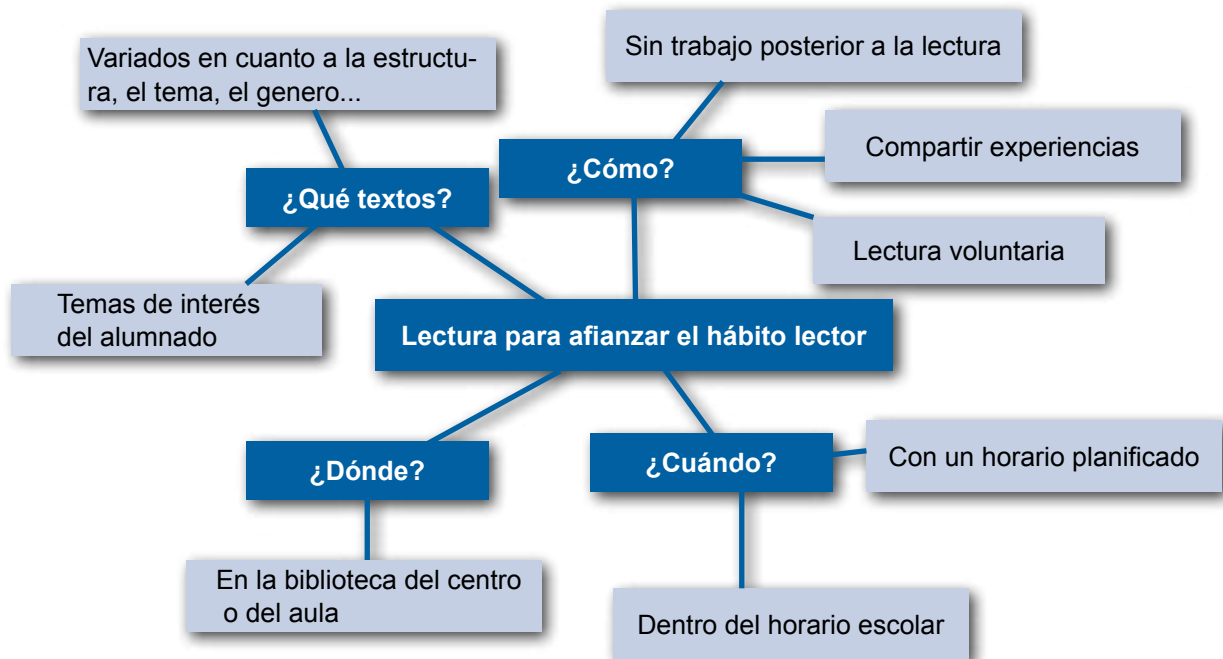 Variados en cuanto a la estructu-
ra, el tema, el genero...
Sin trabajo posterior a la lectura
¿Cómo?
Compartir experiencias
¿Qué textos?
Lectura voluntaria
Temas de interés
del alumnado
Lectura para afianzar el hábito lector
¿Dónde?
¿Cuándo?
Con un horario planificado
En la biblioteca del centro
o del aula
Dentro del horario escolar